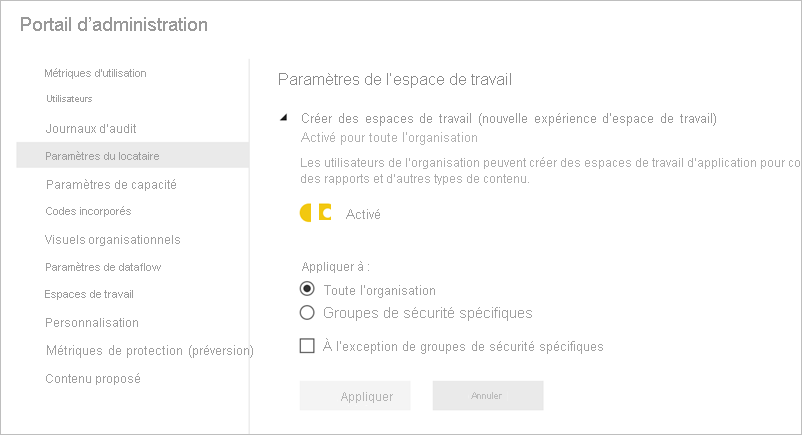 Portail d'administration
Métriques d'utilisation
Utilisateurs
Journaux d'audit
Paramètres du locataire
Paramètres de capacité
Codes incorporés
Visuels organisationnels
Paramètres de dataflow
Espaces de travail
Personnalisation
Métriques de protection (préversion)
Contenu proposé
Paramètres de l'espace de travail
Créer des espaces de travail (nouvelle expérience d'espace de travail)
Activé pour toute l'organisation
Les utilisateurs de l'organisation peuvent créer des espaces de travail d'application pour co
des rapports et d'autres types de contenu.
Activé
Appliquer à :
Toute l'organisation
Groupes de sécurité spécifiques
À l'exception de groupes de sécurité spécifiques
Appliquer
Annuler